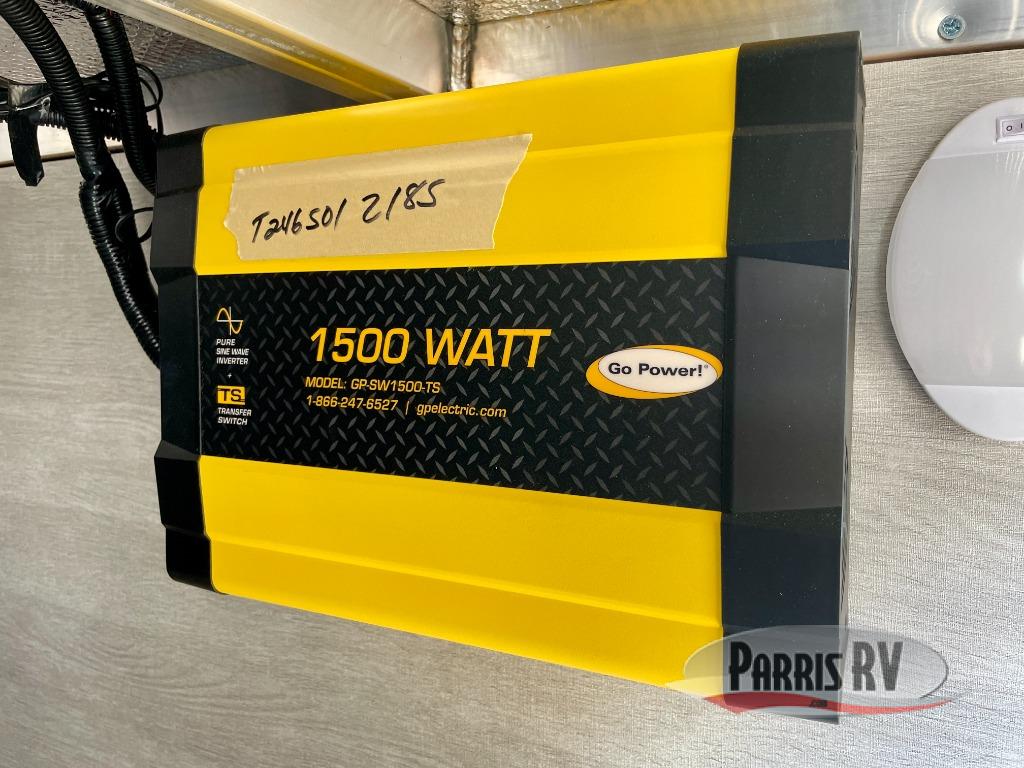 T246501 2185
PURE
SINE WAVE
INVERTER
+
TS
TRANSFER
SWITCH
1500 WATT
MODEL: GP-SW1500-TS
1-866-247-6527 | gpelectric.com
Go Power!®
PARRIS RV
.com